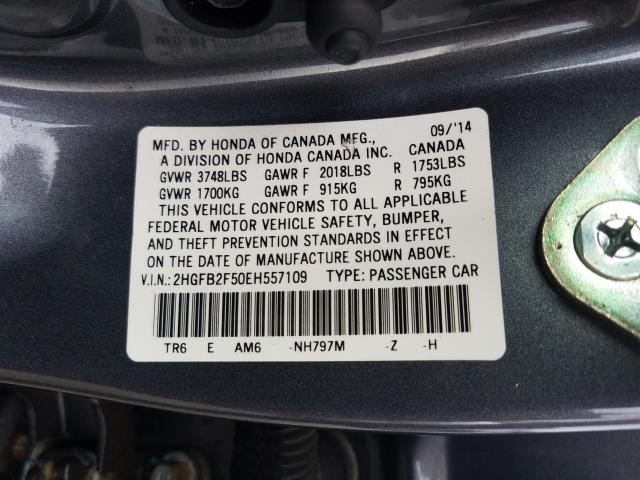 MFD. BY HONDA OF CANADA MFG., 09/'14
A DIVISION OF HONDA CANADA INC. CANADA
GVWR 3748LBS GAWR F 2018LBS R 1753LBS
GVWR 1700KG GAWR F 915KG R 795KG
THIS VEHICLE CONFORMS TO ALL APPLICABLE
FEDERAL MOTOR VEHICLE SAFETY, BUMPER,
AND THEFT PREVENTION STANDARDS IN EFFECT
ON THE DATE OF MANUFACTURE SHOWN ABOVE.
V.I.N.: 2HGFB2F50EH557109 TYPE: PASSENGER CAR
TR6 E AM6 -NH797M -Z -H